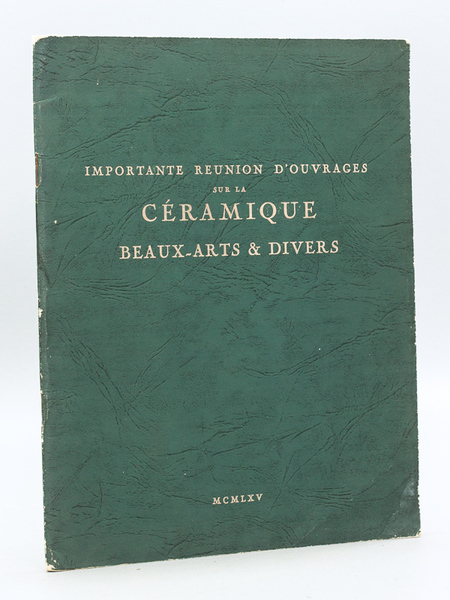 IMPORTANTE REUNION D'OUVRAGES
SUR LA
CÉRAMIQUE
BEAUX-ARTS & DIVERS
MCMLXV